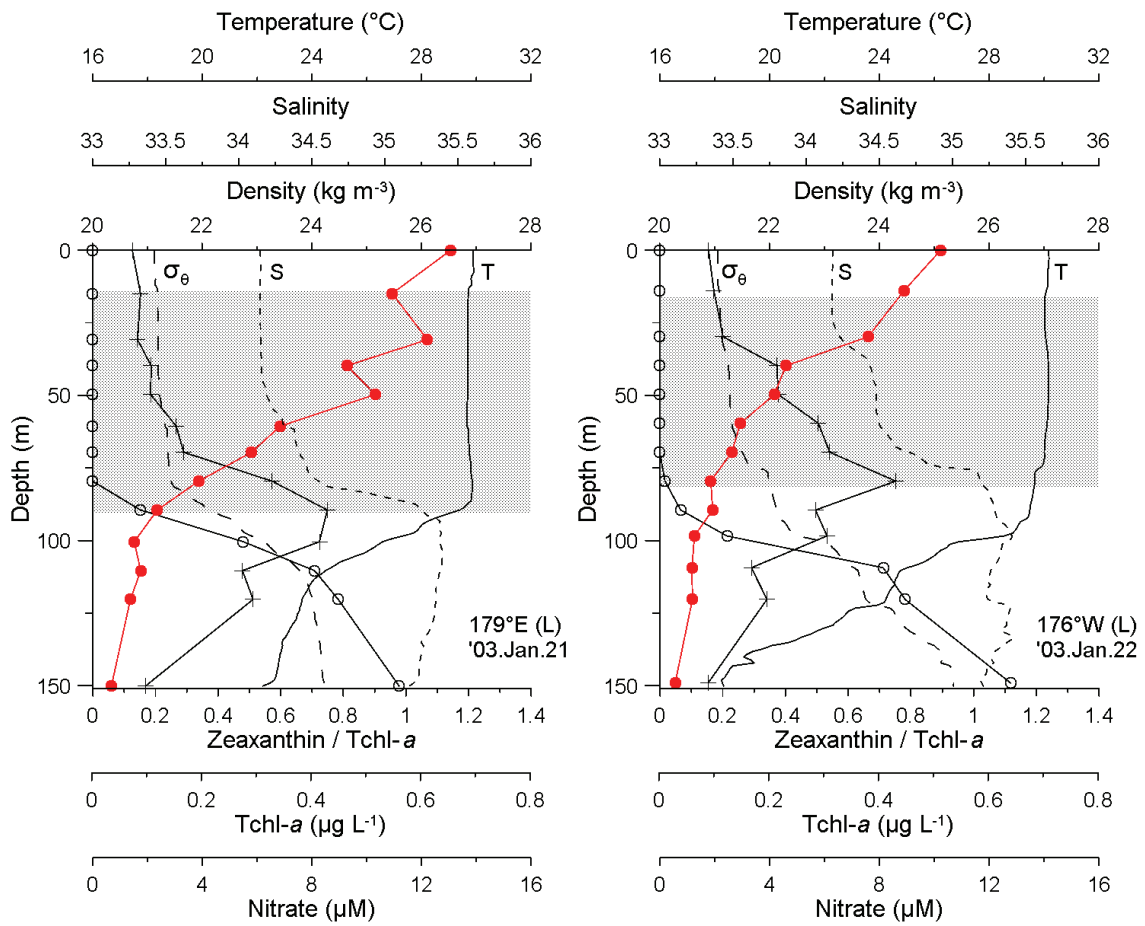 Temperature (°C)
16 20 24 28 32
Salinity
33 33.5 34 34.5 35 35.5 36
Density (kg m⁻³)
20 22 24 26 28
0
50
100
150
Depth (m)
σθ
S
T
179°E (L)
'03.Jan.21
0 0.2 0.4 0.6 0.8 1 1.2 1.4
Zeaxanthin / Tchl-a
0 0.2 0.4 0.6 0.8
Tchl-a (µg L⁻¹)
0 4 8 12 16
Nitrate (µM)
Temperature (°C)
16 20 24 28 32
Salinity
33 33.5 34 34.5 35 35.5 36
Density (kg m⁻³)
20 22 24 26 28
0
50
100
150
Depth (m)
σθ
S
T
176°W (L)
'03.Jan.22
0 0.2 0.4 0.6 0.8 1 1.2 1.4
Zeaxanthin / Tchl-a
0 0.2 0.4 0.6 0.8
Tchl-a (µg L⁻¹)
0 4 8 12 16
Nitrate (µM)